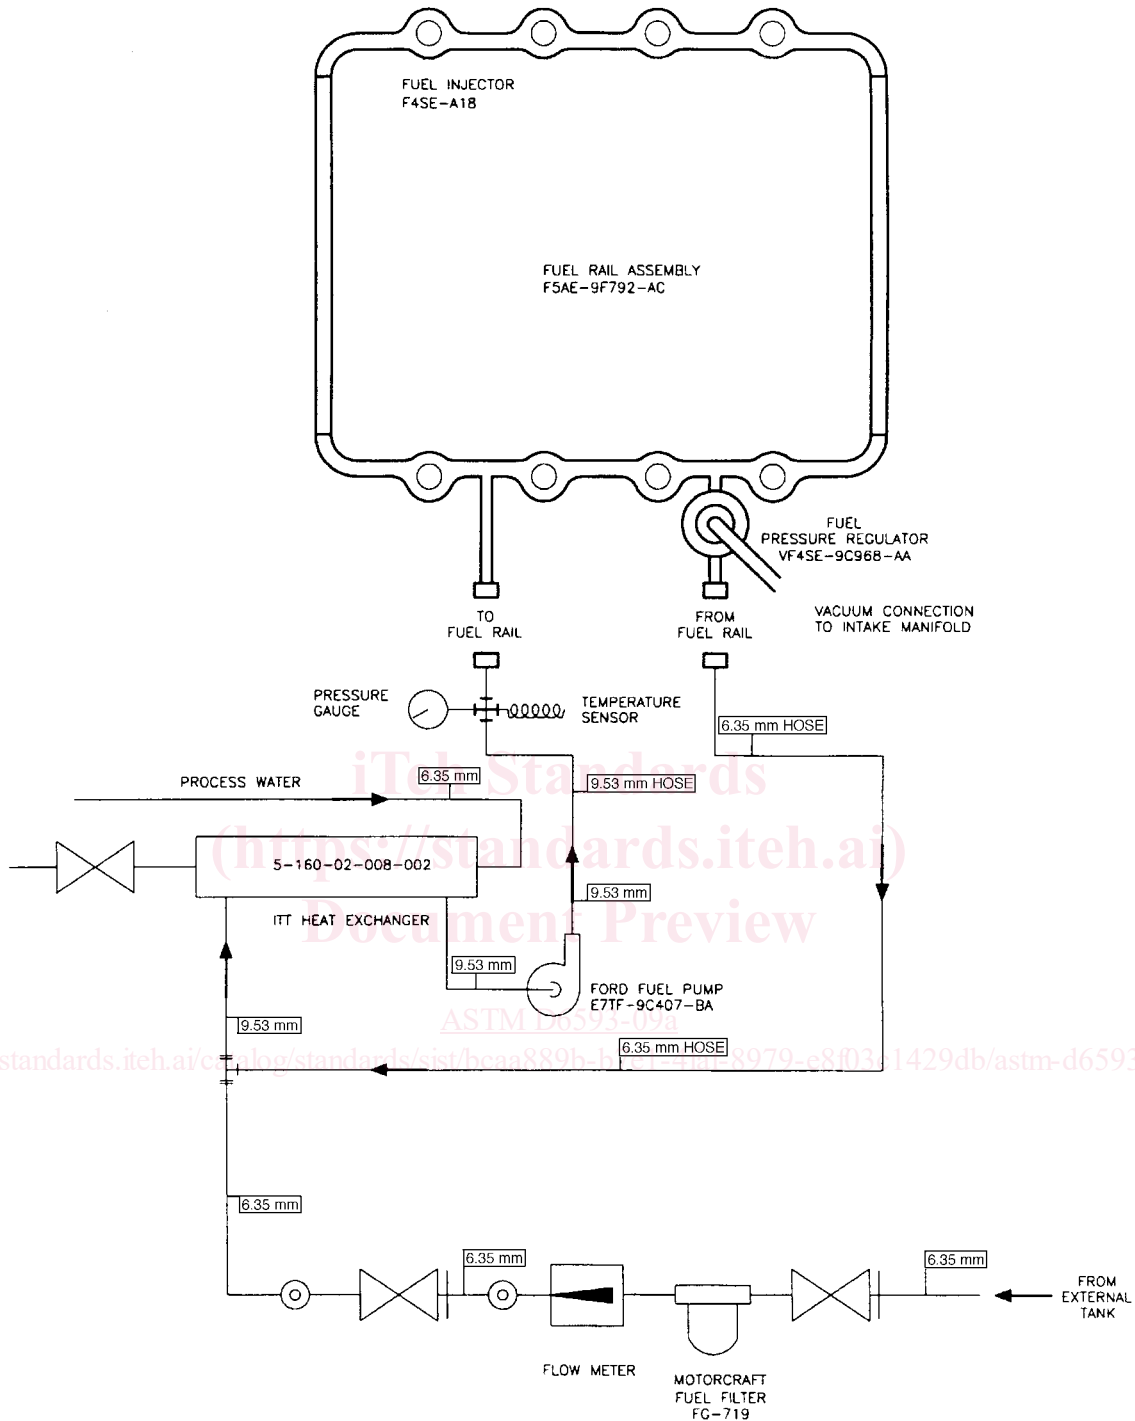 FUEL INJECTOR
F4SE-A18
FUEL RAIL ASSEMBLY
F5AE-9F792-AC
FUEL
PRESSURE REGULATOR
VF4SE-9C968-AA
VACUUM CONNECTION
TO INTAKE MANIFOLD
TO
FUEL RAIL
FROM
FUEL RAIL
PRESSURE
GAUGE
TEMPERATURE
SENSOR
6.35 mm HOSE
iTeh Standards
PROCESS WATER
6.35 mm
9.53 mm HOSE
(https://standards.iteh.ai)
5-160-02-008-002
9.53 mm
ITT HEAT EXCHANGER
Document Preview
9.53 mm
FORD FUEL PUMP
E7TF-9C407-BA
ASTM D6593-09a
9.53 mm
6.35 mm HOSE
6.35 mm
6.35 mm
6.35 mm
FROM
EXTERNAL
TANK
FLOW METER
MOTORCRAFT
FUEL FILTER
FG-719